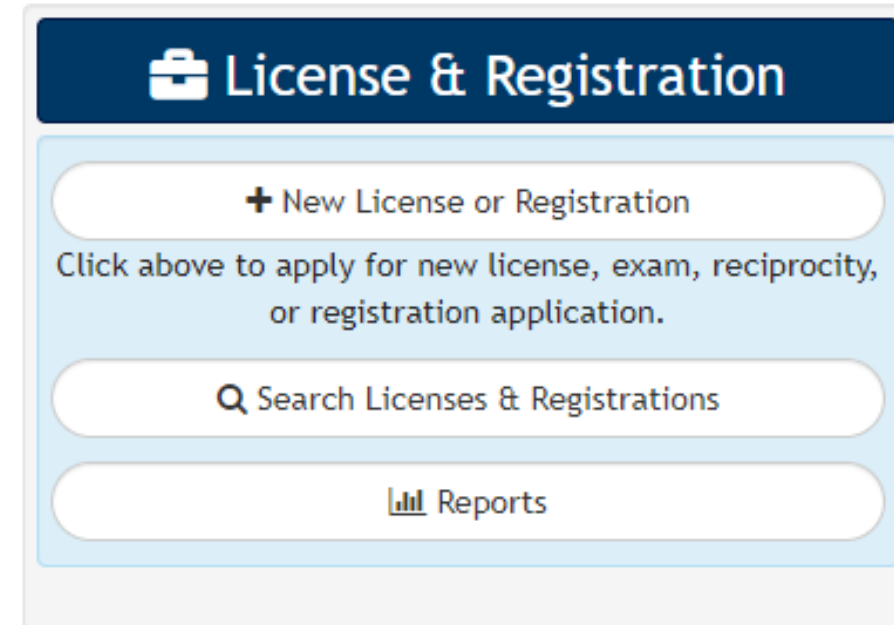 License & Registration
New License or Registration
Click above to apply for new license, exam, reciprocity,
or registration application.
Search Licenses & Registrations
Reports